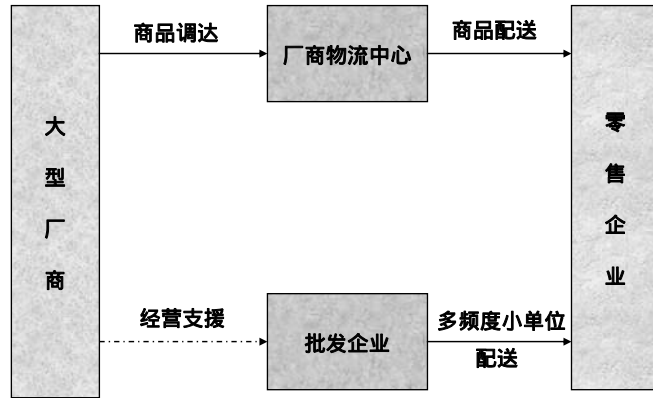 商品调达
厂商物流中心
商品配送
大型厂商
零售企业
经营支援
批发企业
多频度小单位
配送